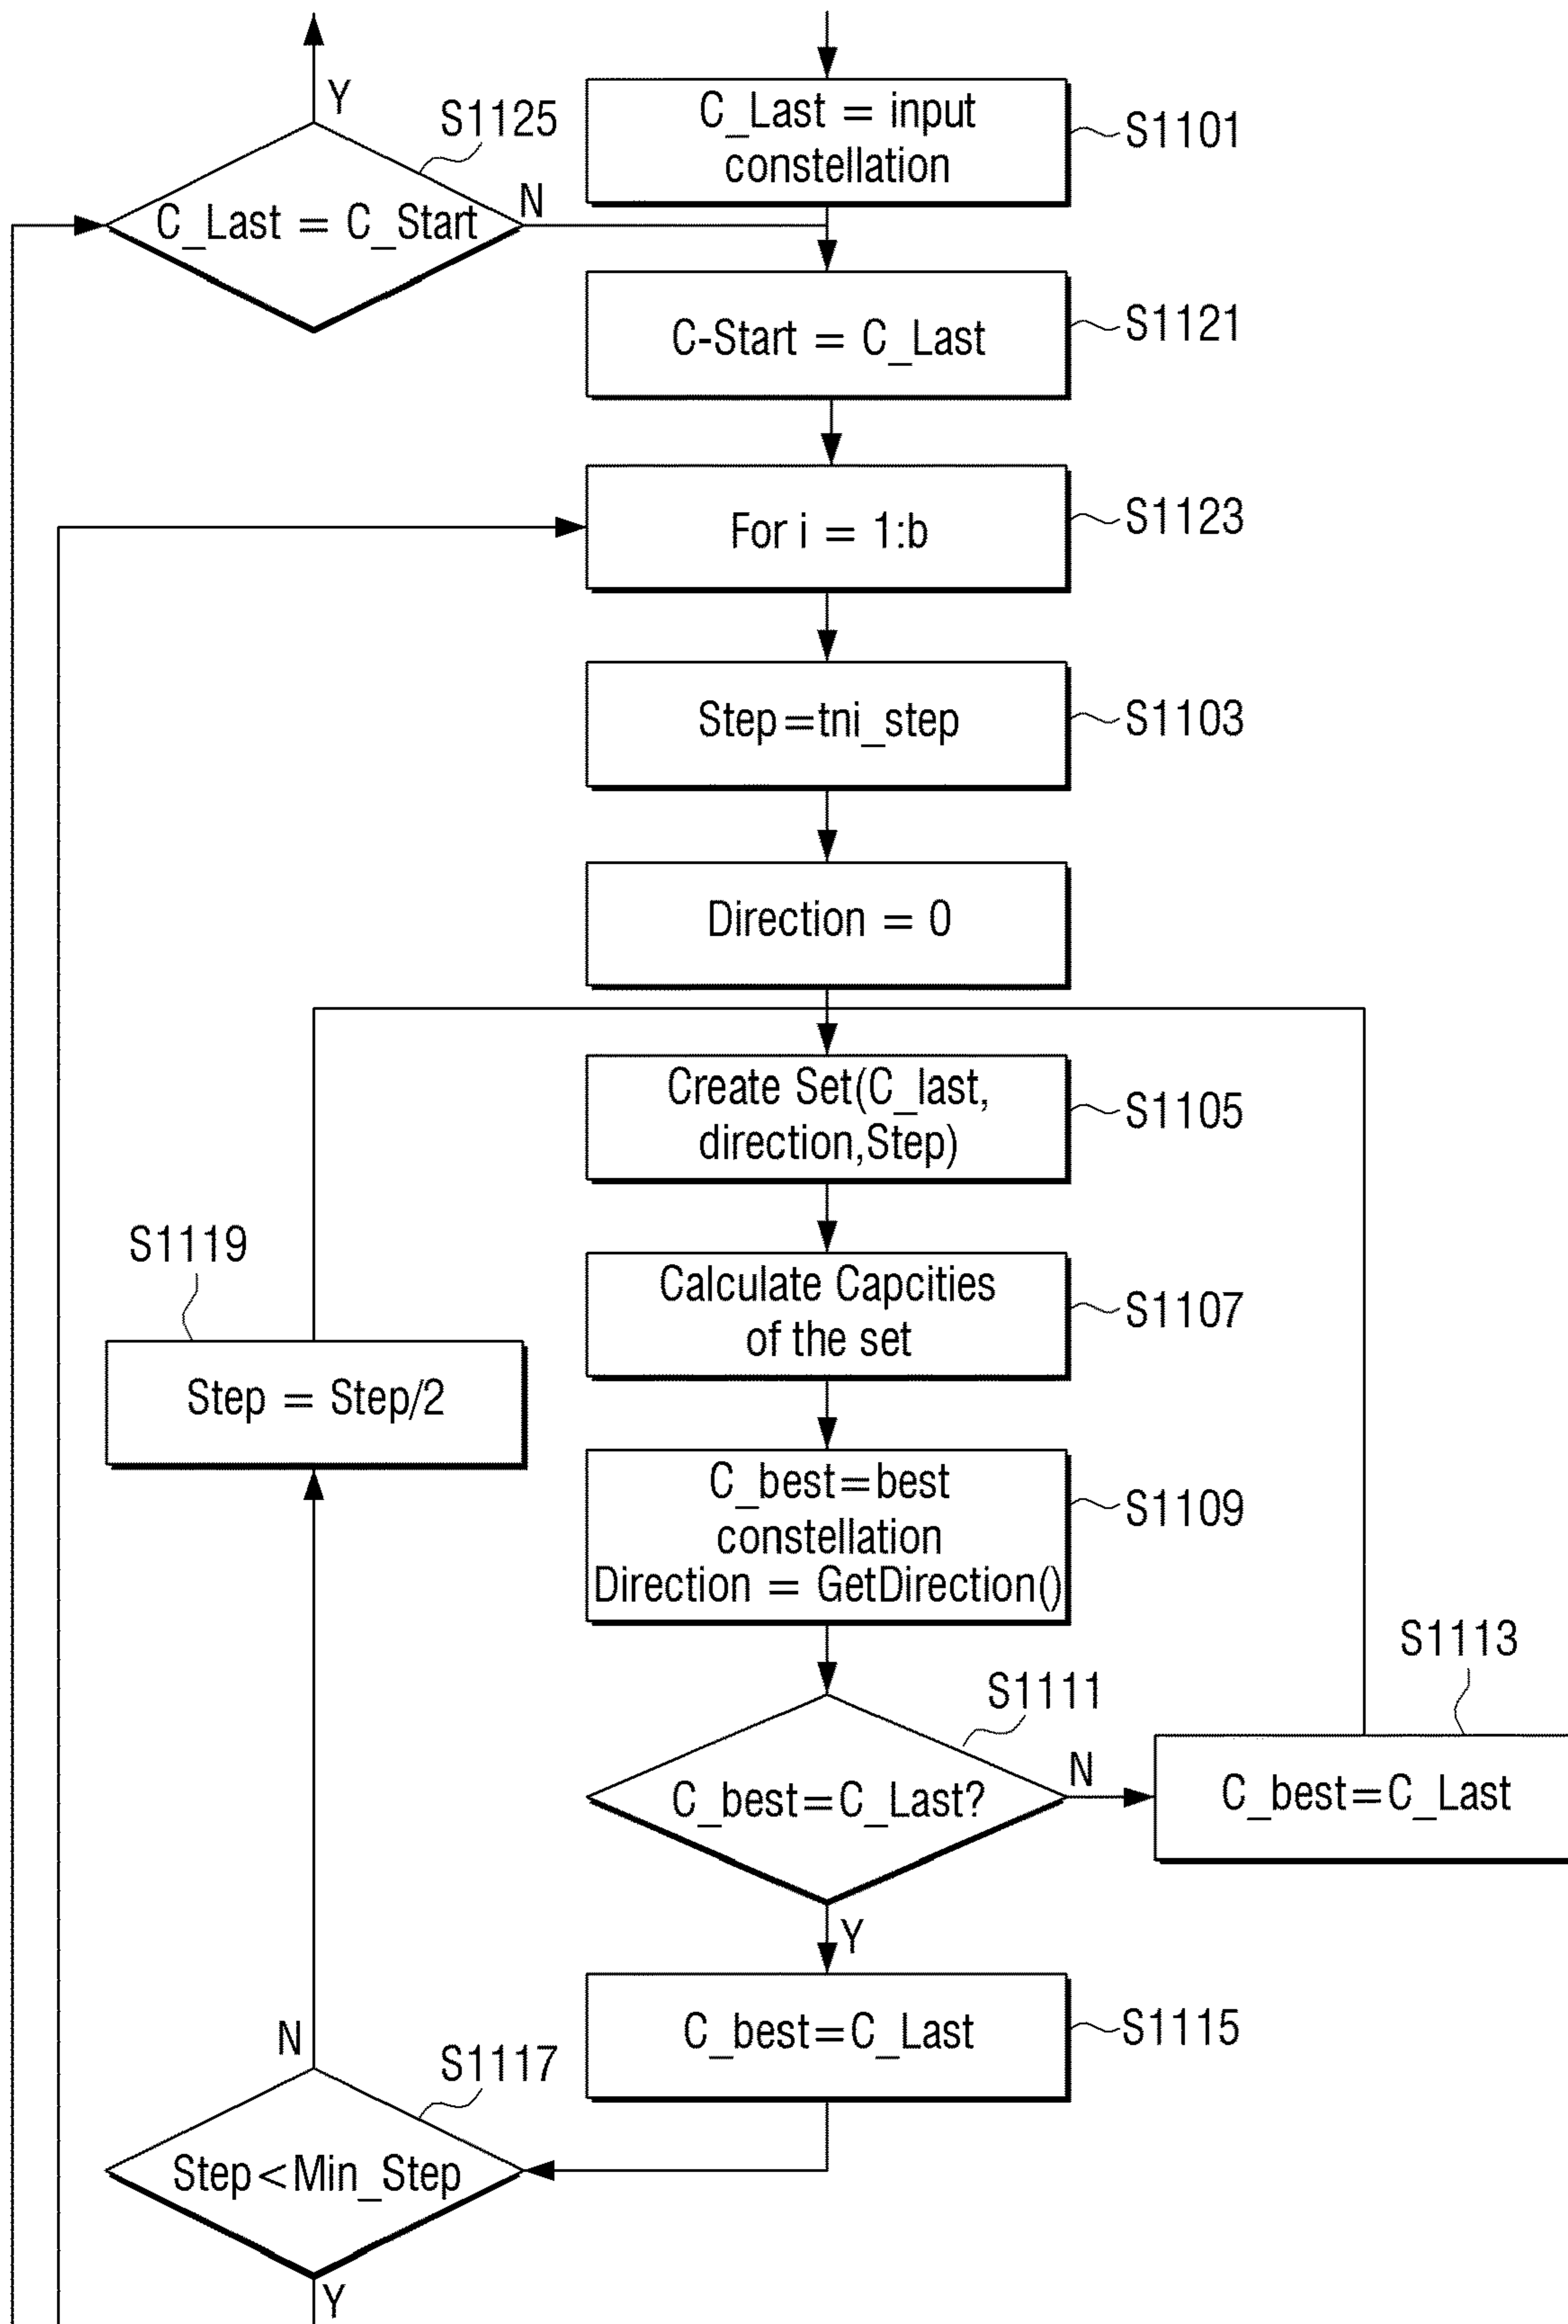 Y
S1125
C_Last = C_Start
N
C_Last = input
constellation
S1101
C-Start = C_Last
S1121
For i = 1:b
S1123
Step=tni_step
S1103
Direction = 0
Create Set(C_last,
direction,Step)
S1105
Calculate Capcities
of the set
S1107
S1119
Step = Step/2
C_best=best
constellation
Direction = GetDirection()
S1109
S1111
C_best=C_Last?
N
S1113
C_best=C_Last
Y
C_best=C_Last
S1115
N
S1117
Step<Min_Step
Y